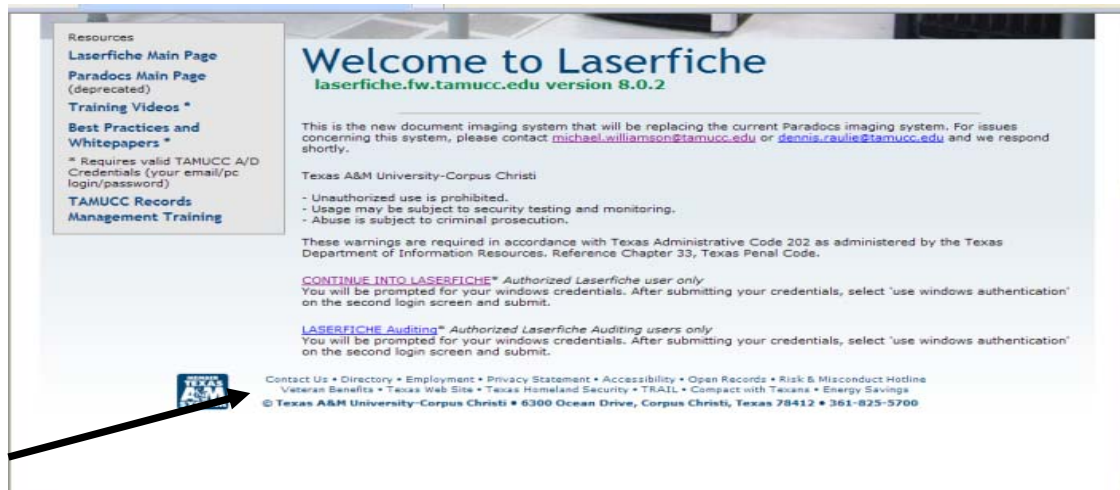 Resources
Laserfiche Main Page
Paradocs Main Page
(deprecated)
Training Videos *
Best Practices and
Whitepapers *
* Requires valid TAMUCC A/D
Credentials (your email/pc
login/password)
TAMUCC Records
Management Training
Welcome to Laserfiche
laserfiche.fw.tamucc.edu version 8.0.2
This is the new document imaging system that will be replacing the current Paradocs imaging system. For issues
concerning this system, please contact michael.williamson@tamucc.edu or dennis.raulie@tamucc.edu and we respond
shortly.
Texas A&M University-Corpus Christi
- Unauthorized use is prohibited.
- Usage may be subject to security testing and monitoring.
- Abuse is subject to criminal prosecution.
These warnings are required in accordance with Texas Administrative Code 202 as administered by the Texas
Department of Information Resources. Reference Chapter 33, Texas Penal Code.
CONTINUE INTO LASERFICHE* Authorized Laserfiche user only
You will be prompted for your windows credentials. After submitting your credentials, select 'use windows authentication'
on the second login screen and submit.
LASERFICHE Auditing* Authorized Laserfiche Auditing users only
You will be prompted for your windows credentials. After submitting your credentials, select 'use windows authentication'
on the second login screen and submit.
MEMBER
TEXAS
A&M
Contact Us • Directory • Employment • Privacy Statement • Accessibility • Open Records • Risk & Misconduct Hotline
Veteran Benefits • Texas Web Site • Texas Homeland Security • TRAIL • Compact with Texans • Energy Savings
© Texas A&M University-Corpus Christi • 6300 Ocean Drive, Corpus Christi, Texas 78412 • 361-825-5700